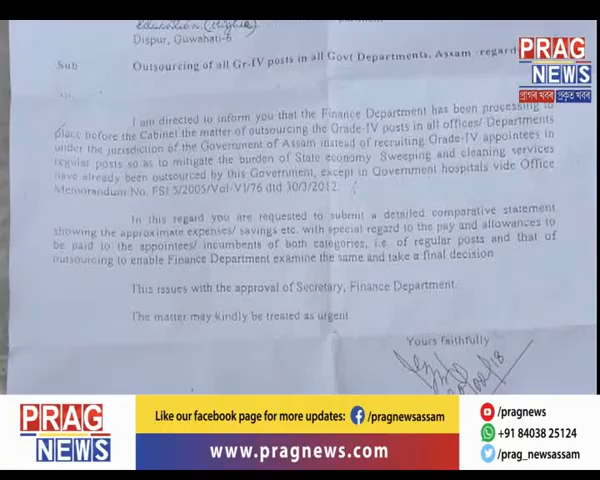 Education (Higher)
Dispur, Guwahati-6
Sub Outsourcing of all Gr-IV posts in all Govt Departments, Assam -regard
Sir,
I am directed to inform you that the Finance Department has been processing to
place before the Cabinet the matter of outsourcing the Grade-IV posts in all offices/ Departments
under the jurisdiction of the Government of Assam instead of recruiting Grade-IV appointees in
regular posts so as to mitigate the burden of State economy. Sweeping and cleaning services
have already been outsourced by this Government, except in Government hospitals vide Office
Memorandum No. FSI 5/2005/Vol-VI/76 dtd 30/3/2012.
In this regard you are requested to submit a detailed comparative statement
showing the approximate expenses/ savings etc. with special regard to the pay and allowances to
be paid to the appointees/ incumbents of both categories, i.e of regular posts and that of
outsourcing to enable Finance Department examine the same and take a final decision
This issues with the approval of Secretary, Finance Department.
The matter may kindly be treated as urgent
Yours faithfully
PRAG
NEWS
প্ৰাগৰ খবৰ প্ৰকৃত খবৰ
PRAG
NEWS
Like our facebook page for more updates: /pragnewsassam
www.pragnews.com
/pragnews
+91 84038 25124
/prag_newsassam